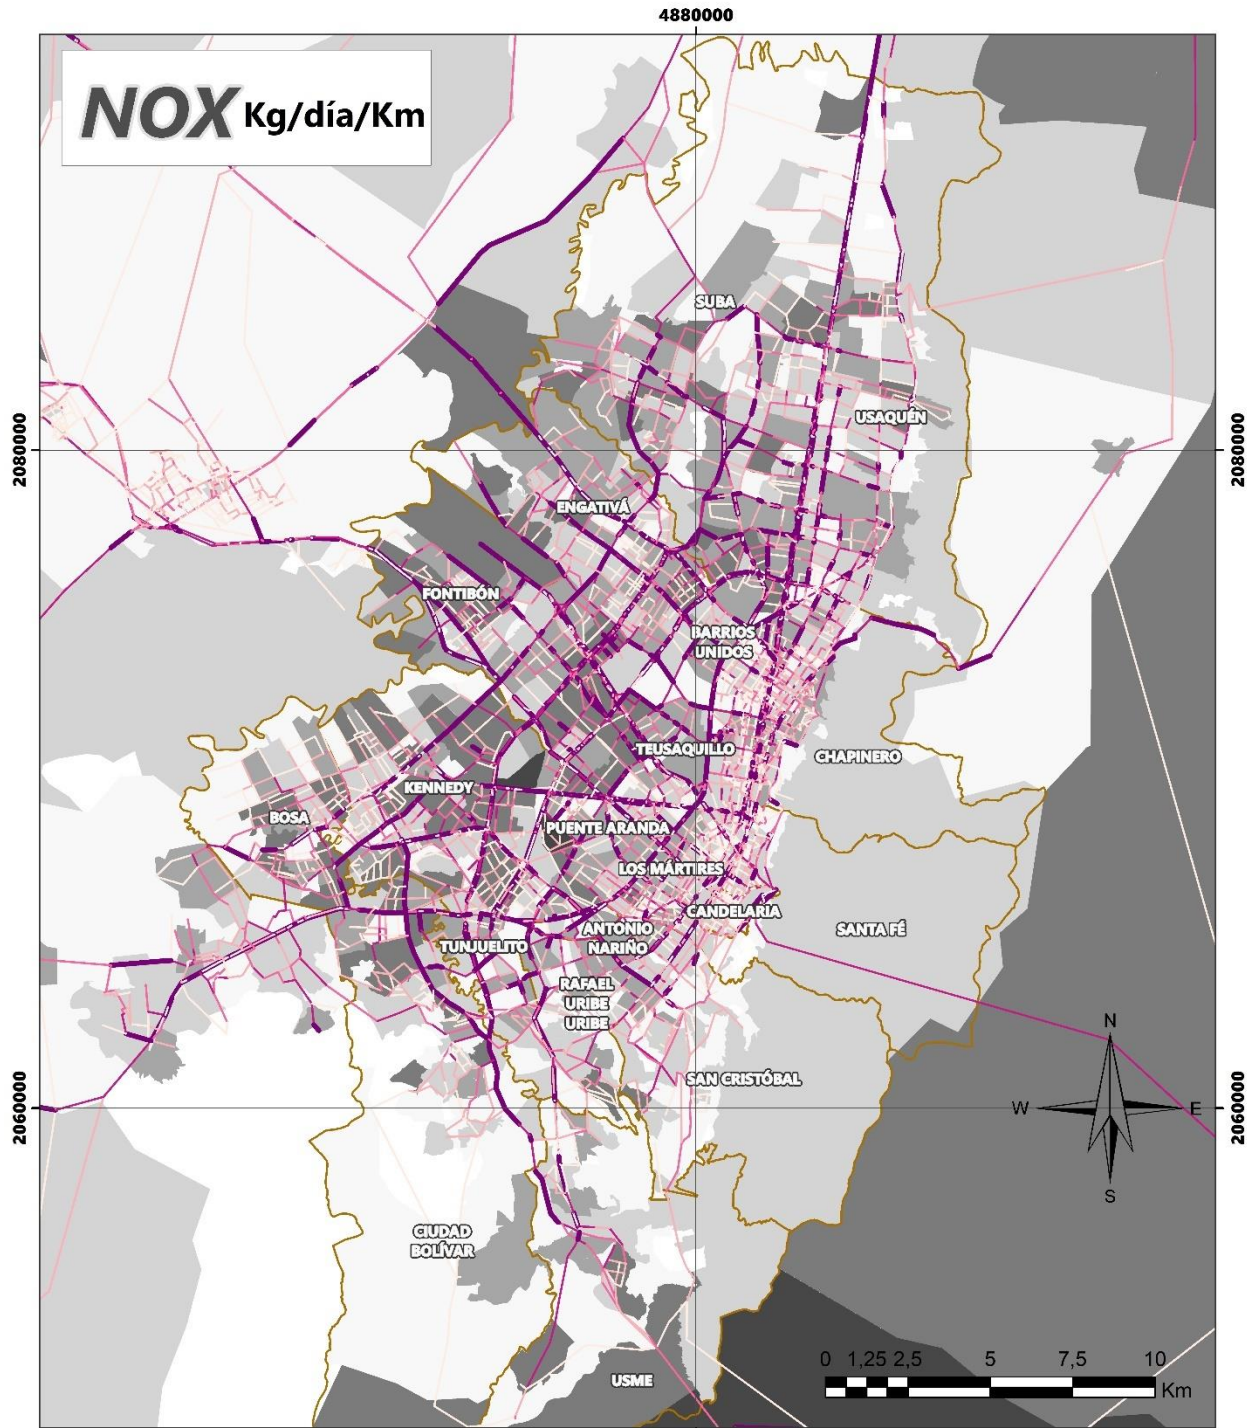 4880000
NOX Kg/día/Km
SUBA
USAQUÉN
2080000
2080000
ENGATIVÁ
FONTIBÓN
BARRIOS
UNIDOS
TEUSAQUILLO
CHAPINERO
KENNEDY
BOSA
PUENTE ARANDA
LOS MÁRTIRES
CANDELARIA
SANTA FÉ
ANTONIO
NARIÑO
TUNJUELITO
RAFAEL
URIBE
URIBE
N
SAN CRISTÓBAL
2060000
W
E
2060000
S
CIUDAD
BOLÍVAR
0 1,25 2,5 5 7,5 10
Km
USME